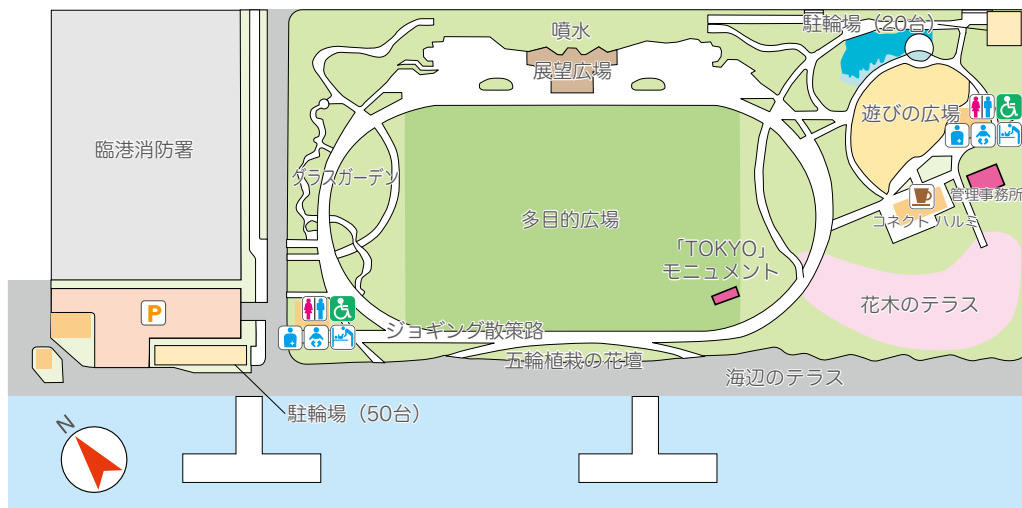 噴水
駐輪場（20台）
展望広場
臨港消防署
遊びの広場
グラスガーデン
管理事務所
コネクト ハルミ
多目的広場
「TOKYO」
モニュメント
花木のテラス
P
ジョギング散策路
五輪植栽の花壇
海辺のテラス
駐輪場（50台）
N